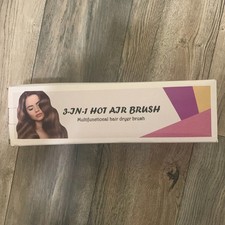 3-IN-1 HOT AIR BRUSH
Multifunctional hair dryer brush